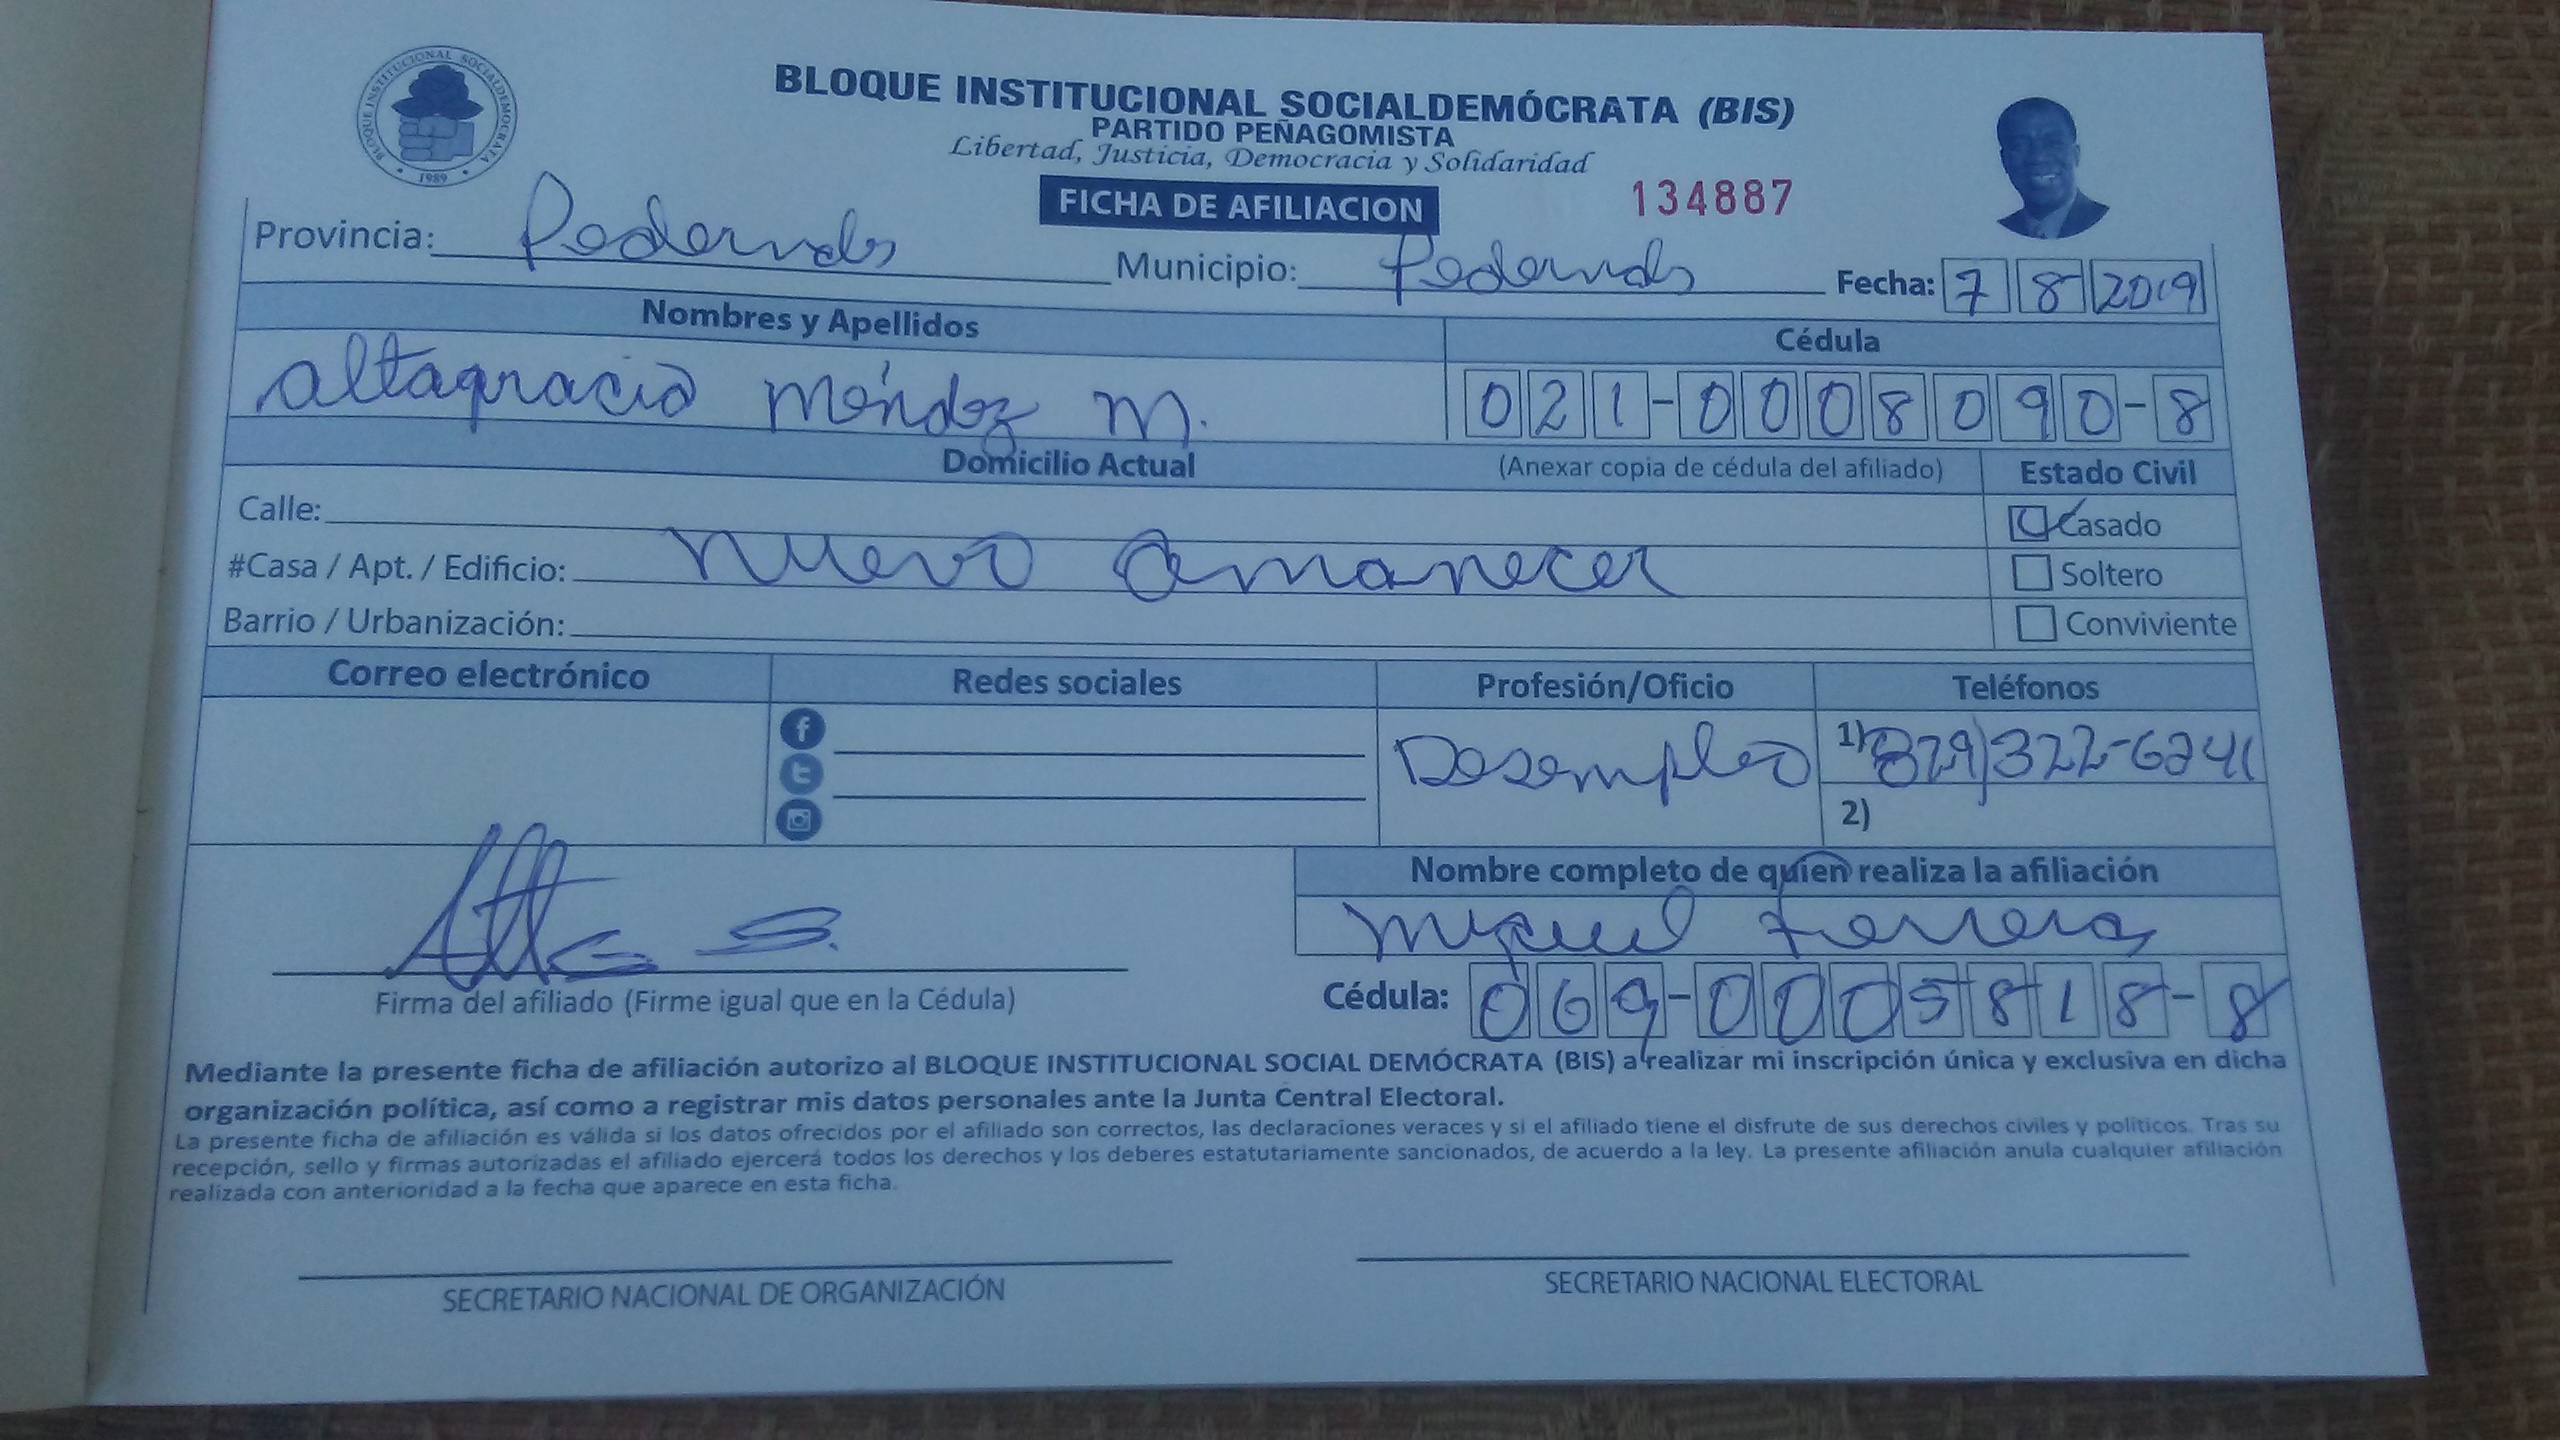 BLOQUE INSTITUCIONAL SOCIALDEMOCRATA
1989
BLOQUE INSTITUCIONAL SOCIALDEMÓCRATA (BIS)
PARTIDO PEÑAGOMISTA
Libertad, Justicia, Democracia y Solidaridad
FICHA DE AFILIACION 134887
Provincia: Pedernales Municipio: Pedernales Fecha: 7 8 2019
Nombres y Apellidos Cédula
Altagracia Méndez M. 021-0008090-8
Domicilio Actual (Anexar copia de cédula del afiliado) Estado Civil
Calle: Casado
#Casa / Apt. / Edificio: Nuevo Amanecer Soltero
Barrio / Urbanización: Conviviente
Correo electrónico Redes sociales Profesión/Oficio Teléfonos
Desempleo 1) 829) 322-6241
2)
Nombre completo de quien realiza la afiliación
Miguel Ferreras
Firma del afiliado (Firme igual que en la Cédula) Cédula: 069-0005818-8
Mediante la presente ficha de afiliación autorizo al BLOQUE INSTITUCIONAL SOCIAL DEMÓCRATA (BIS) a realizar mi inscripción única y exclusiva en dicha
organización política, así como a registrar mis datos personales ante la Junta Central Electoral.
La presente ficha de afiliación es válida si los datos ofrecidos por el afiliado son correctos, las declaraciones veraces y si el afiliado tiene el disfrute de sus derechos civiles y políticos. Tras su
recepción, sello y firmas autorizadas el afiliado ejercerá todos los derechos y los deberes estatutariamente sancionados, de acuerdo a la ley. La presente afiliación anula cualquier afiliación
realizada con anterioridad a la fecha que aparece en esta ficha.
SECRETARIO NACIONAL DE ORGANIZACIÓN SECRETARIO NACIONAL ELECTORAL